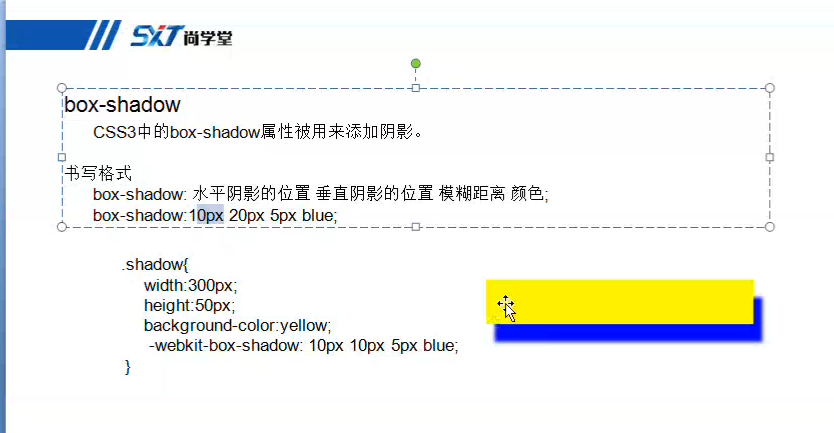 SXT 尚学堂
box-shadow
CSS3中的box-shadow属性被用来添加阴影。
书写格式
box-shadow: 水平阴影的位置 垂直阴影的位置 模糊距离 颜色;
box-shadow:10px 20px 5px blue;
.shadow{
width:300px;
height:50px;
background-color:yellow;
-webkit-box-shadow: 10px 10px 5px blue;
}